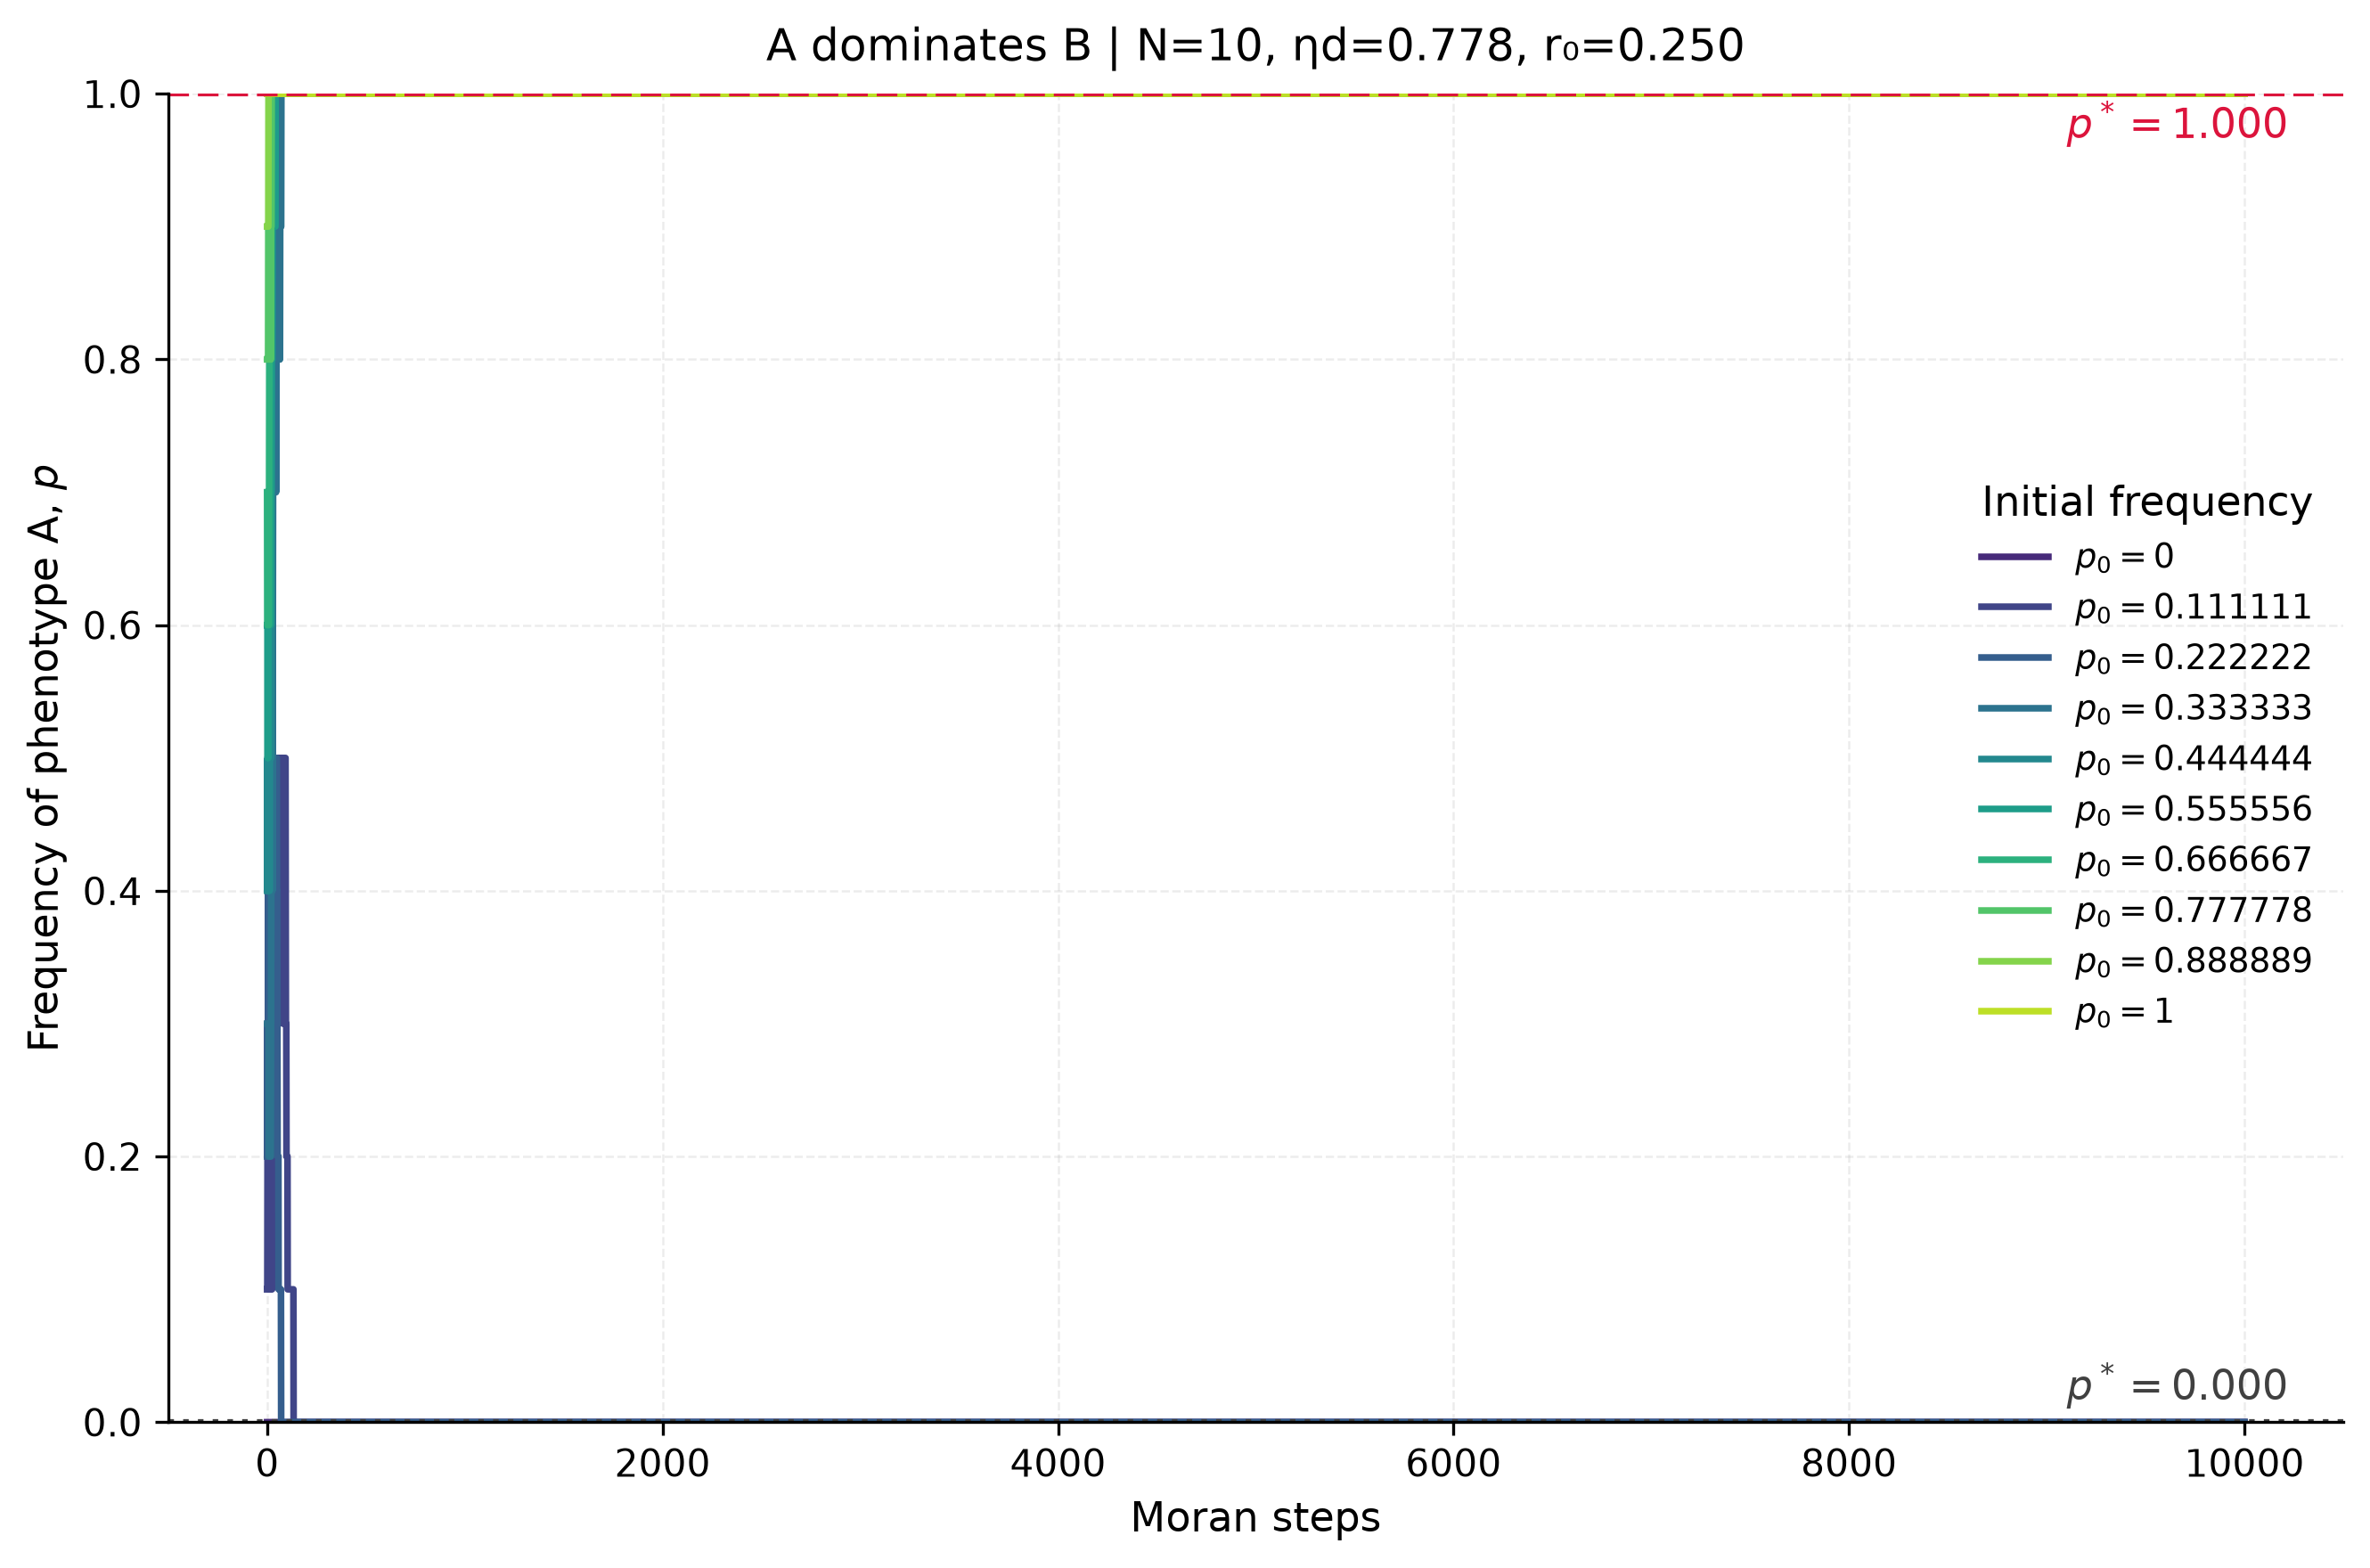 A dominates B | N=10, ηd=0.778, r₀=0.250
Frequency of phenotype A, p
1.0
0.8
0.6
0.4
0.2
0.0
p* = 1.000
Initial frequency
p₀ = 0
p₀ = 0.111111
p₀ = 0.222222
p₀ = 0.333333
p₀ = 0.444444
p₀ = 0.555556
p₀ = 0.666667
p₀ = 0.777778
p₀ = 0.888889
p₀ = 1
p* = 0.000
0 2000 4000 6000 8000 10000
Moran steps